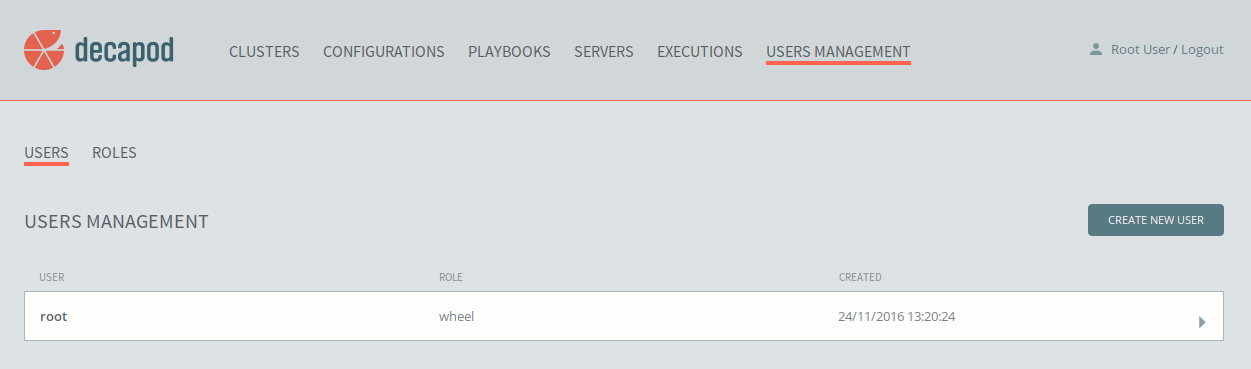 decapod CLUSTERS CONFIGURATIONS PLAYBOOKS SERVERS EXECUTIONS USERS MANAGEMENT Root User / Logout
USERS ROLES
USERS MANAGEMENT CREATE NEW USER
USER ROLE CREATED
root wheel 24/11/2016 13:20:24